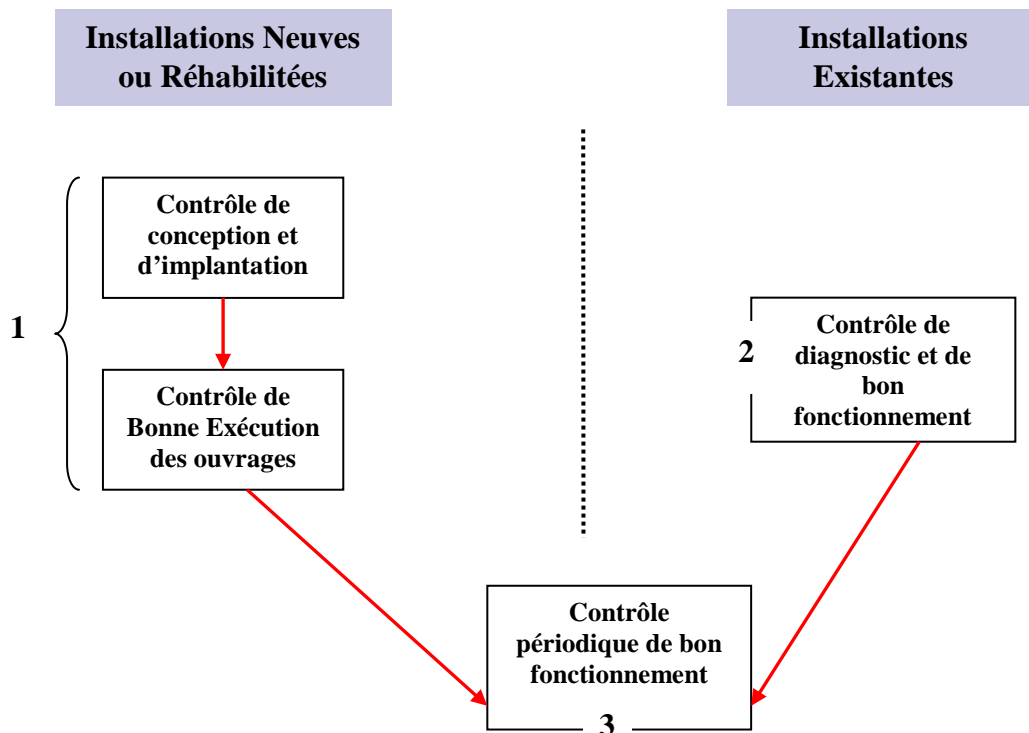 Installations Neuves
ou Réhabilitées
Installations
Existantes
1
Contrôle de
conception et
d’implantation
Contrôle de
Bonne Exécution
des ouvrages
2
Contrôle de
diagnostic et de
bon
fonctionnement
Contrôle
périodique de bon
fonctionnement
3